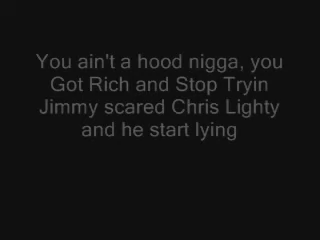 You ain't a hood nigga, you
Got Rich and Stop Tryin
Jimmy scared Chris Lighty
and he start lying